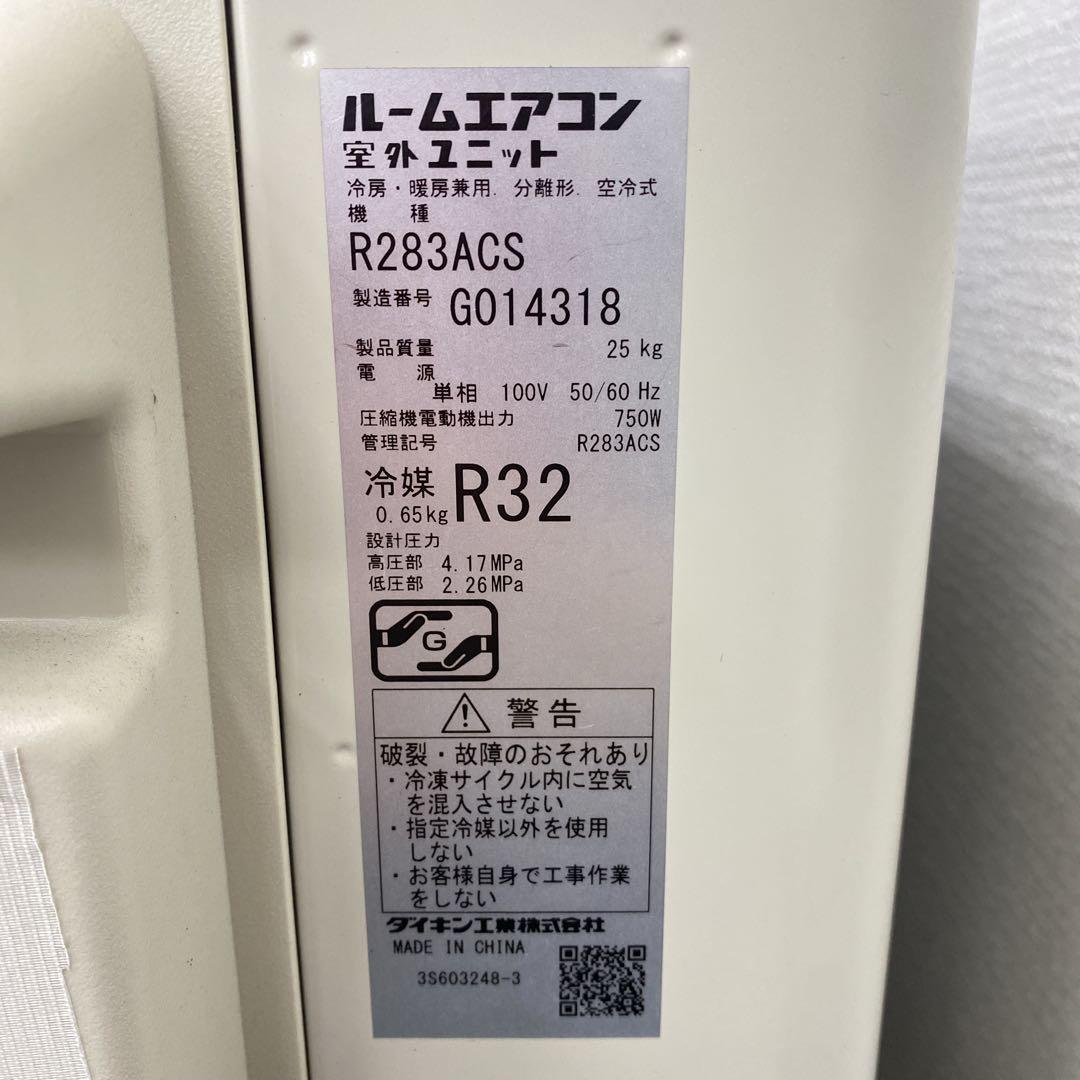 ルームエアコン
室外ユニット
冷房・暖房兼用. 分離形. 空冷式
機 種
R283ACS
製造番号 G014318
製品質量 25 kg
電 源
単相 100V 50/60 Hz
圧縮機電動機出力 750W
管理記号 R283ACS
冷媒 R32
0.65kg
設計圧力
高圧部 4.17MPa
低圧部 2.26MPa
G
警告
破裂・故障のおそれあり
・冷凍サイクル内に空気
を混入させない
・指定冷媒以外を使用
しない
・お客様自身で工事作業
をしない
ダイキン工業株式会社
MADE IN CHINA
3S603248-3